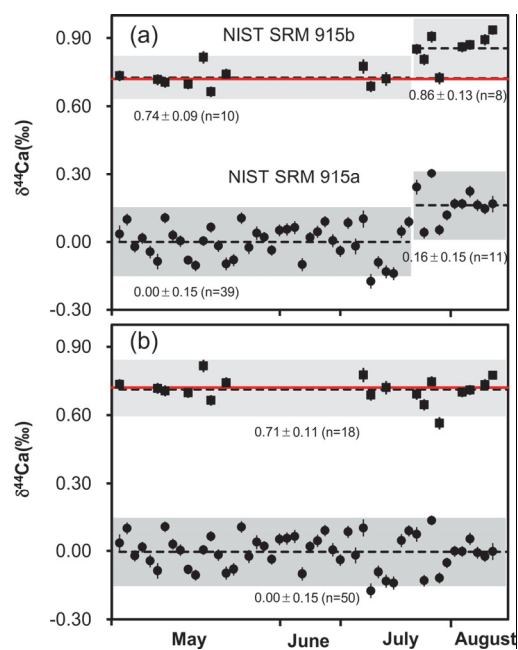 (a)
NIST SRM 915b
0.90
0.60
0.30
0.00
-0.30
δ⁴⁴Ca(‰)
0.74±0.09 (n=10)
0.86±0.13 (n=8)
NIST SRM 915a
0.00±0.15 (n=39)
0.16±0.15 (n=11)
(b)
0.90
0.60
0.30
0.00
-0.30
δ⁴⁴Ca(‰)
0.71±0.11 (n=18)
0.00±0.15 (n=50)
May June July August